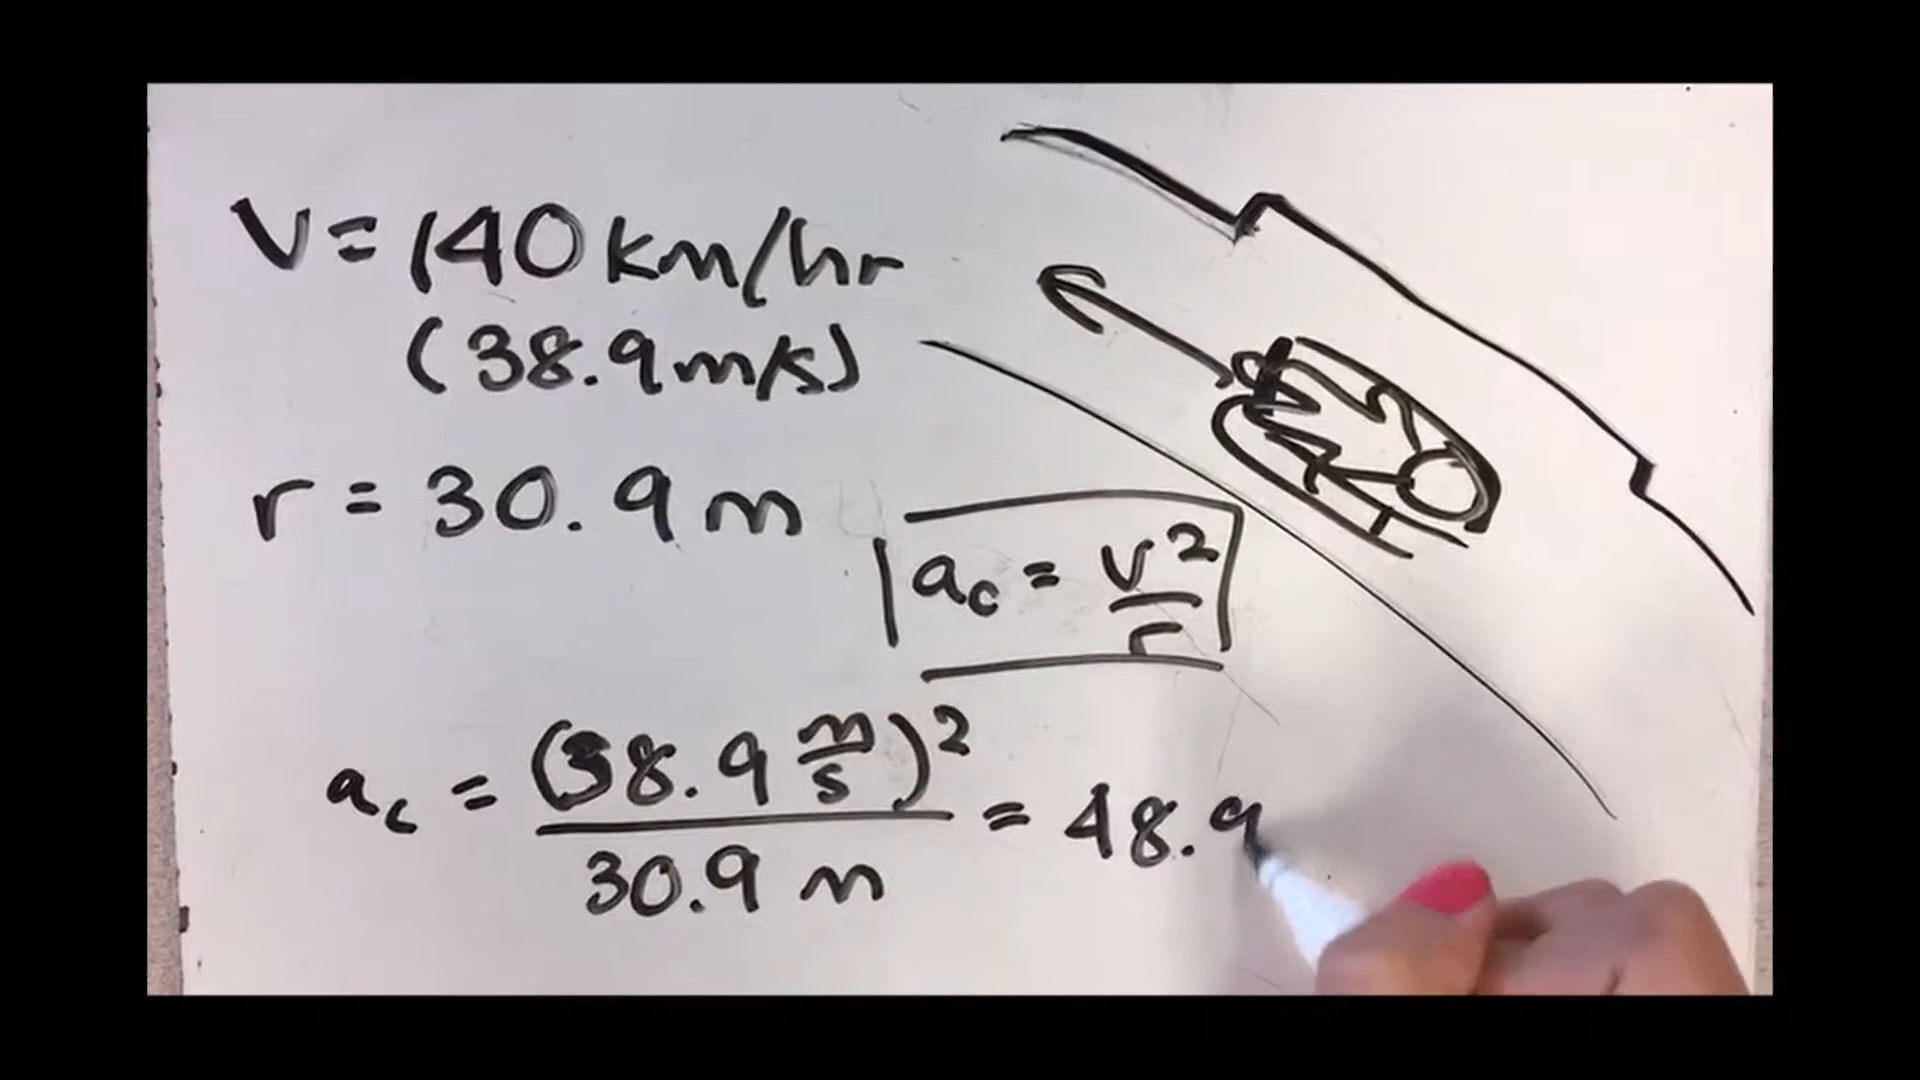 V = 140 km/hr
(38.9 m/s)
r = 30.9 m
a_c = v²/r
a_c = (38.9 m/s)²/30.9 m = 48.9